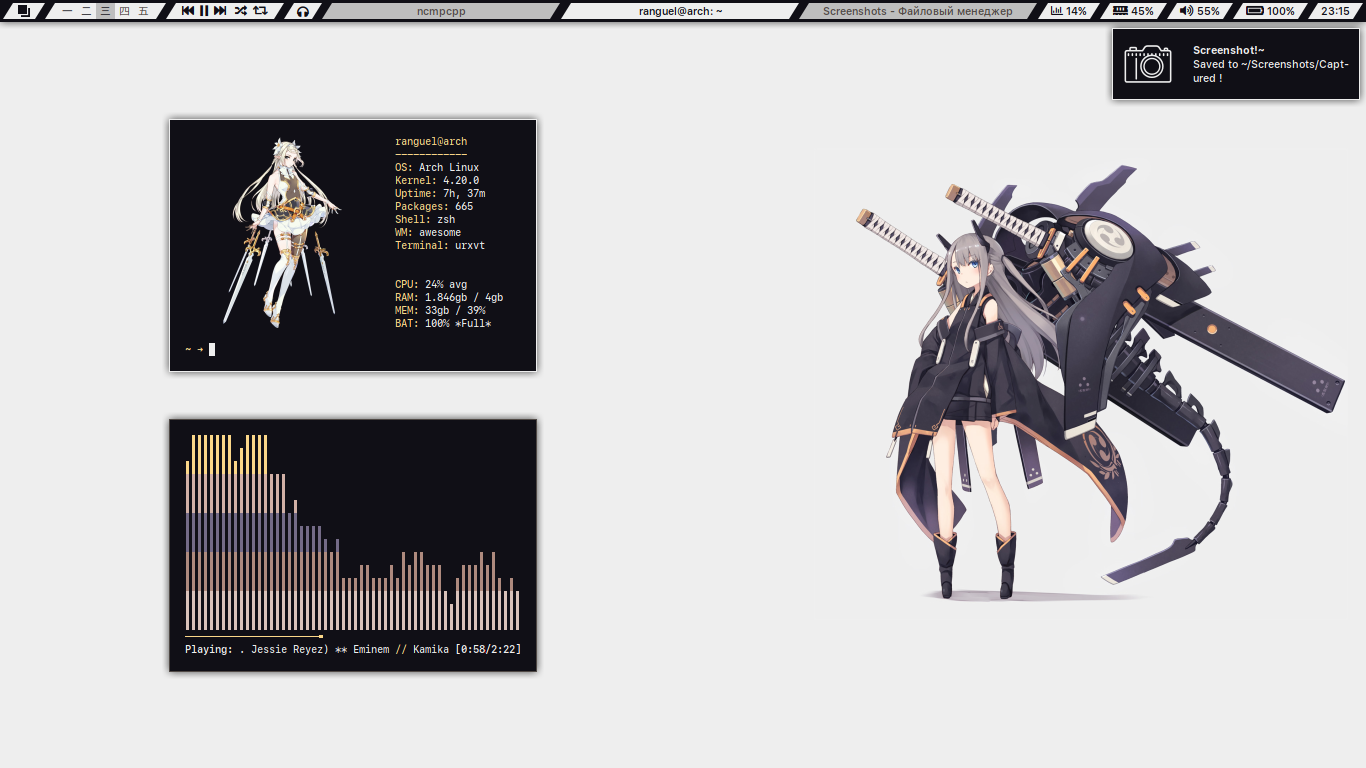 一 二 三 四 五
ncmpcpp
ranguel@arch: ~
Screenshots - Файловый менеджер
14%
45%
55%
100%
23:15
Screenshot!~
Saved to ~/Screenshots/Capt-
ured !
ranguel@arch
────────────
OS: Arch Linux
Kernel: 4.20.0
Uptime: 7h, 37m
Packages: 665
Shell: zsh
WM: awesome
Terminal: urxvt
CPU: 24% avg
RAM: 1.846gb / 4gb
MEM: 33gb / 39%
BAT: 100% *Full*
~ →
Playing: . Jessie Reyez) ** Eminem // Kamika [0:58/2:22]